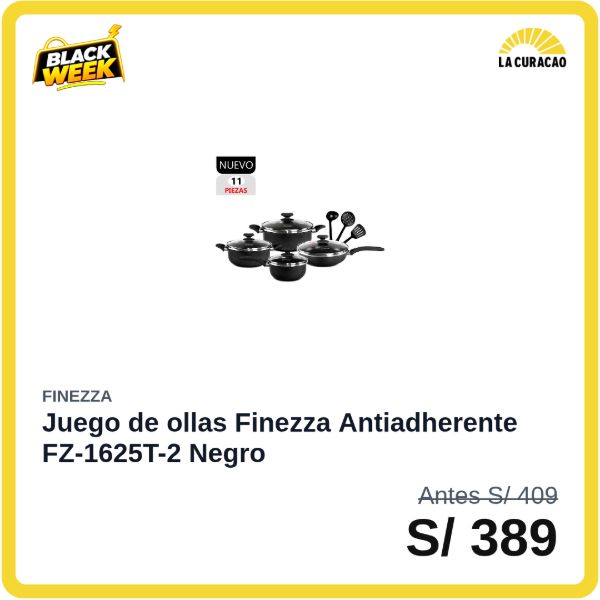 BLACK
WEEK
LA CURACAO
NUEVO
11
PIEZAS
FINEZZA
Juego de ollas Finezza Antiadherente
FZ-1625T-2 Negro
Antes S/ 409
S/ 389